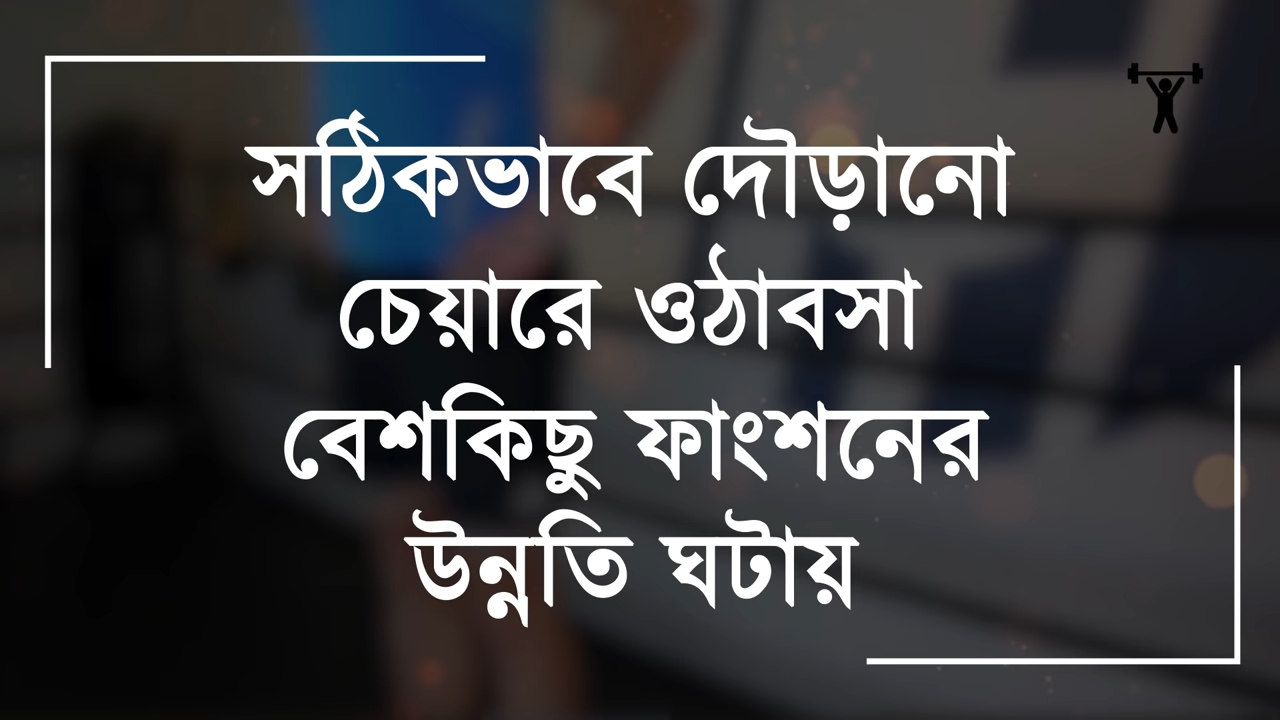 সঠিকভাবে দৌড়ানো
চেয়ারে ওঠাবসা
বেশকিছু ফাংশনের
উন্নতি ঘটায়